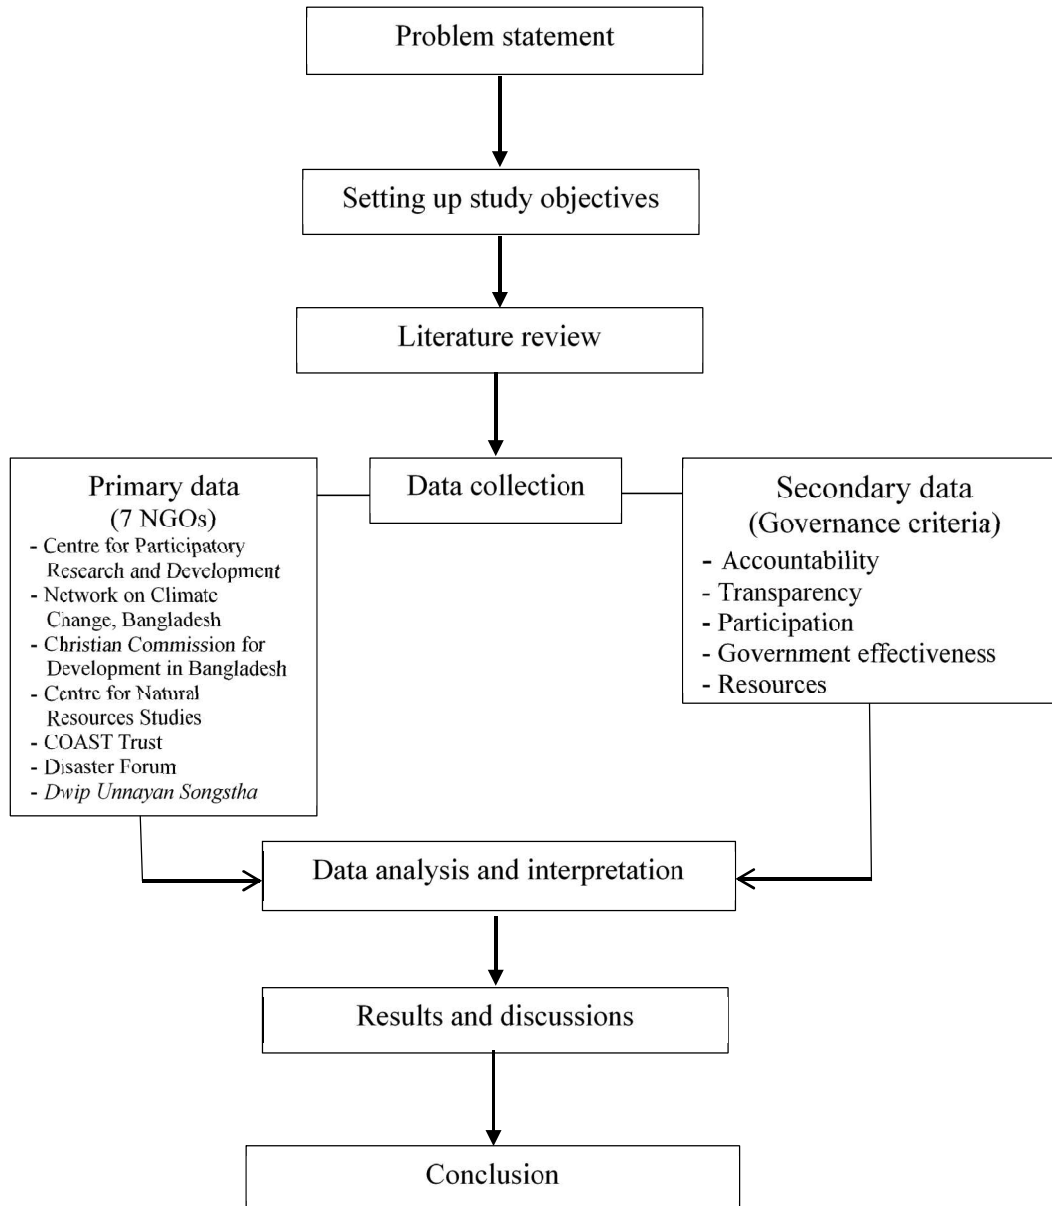 Problem statement
Setting up study objectives
Literature review
Data collection
Primary data
(7 NGOs)
- Centre for Participatory
Research and Development
- Network on Climate
Change, Bangladesh
- Christian Commission for
Development in Bangladesh
- Centre for Natural
Resources Studies
- COAST Trust
- Disaster Forum
- Dwip Unnayan Songstha
Secondary data
(Governance criteria)
- Accountability
- Transparency
- Participation
- Government effectiveness
- Resources
Data analysis and interpretation
Results and discussions
Conclusion